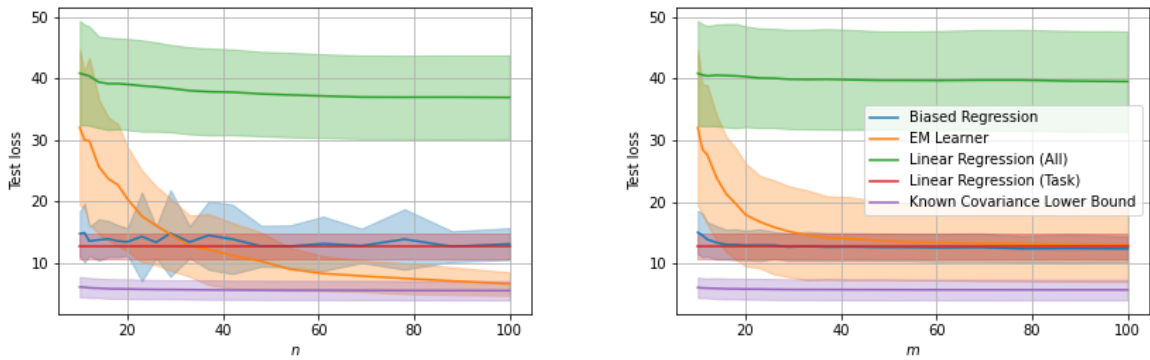 50
40
30
20
10
Test loss
20
40
60
80
100
n
50
40
30
20
10
Test loss
20
40
60
80
100
m
Biased Regression
EM Learner
Linear Regression (All)
Linear Regression (Task)
Known Covariance Lower Bound